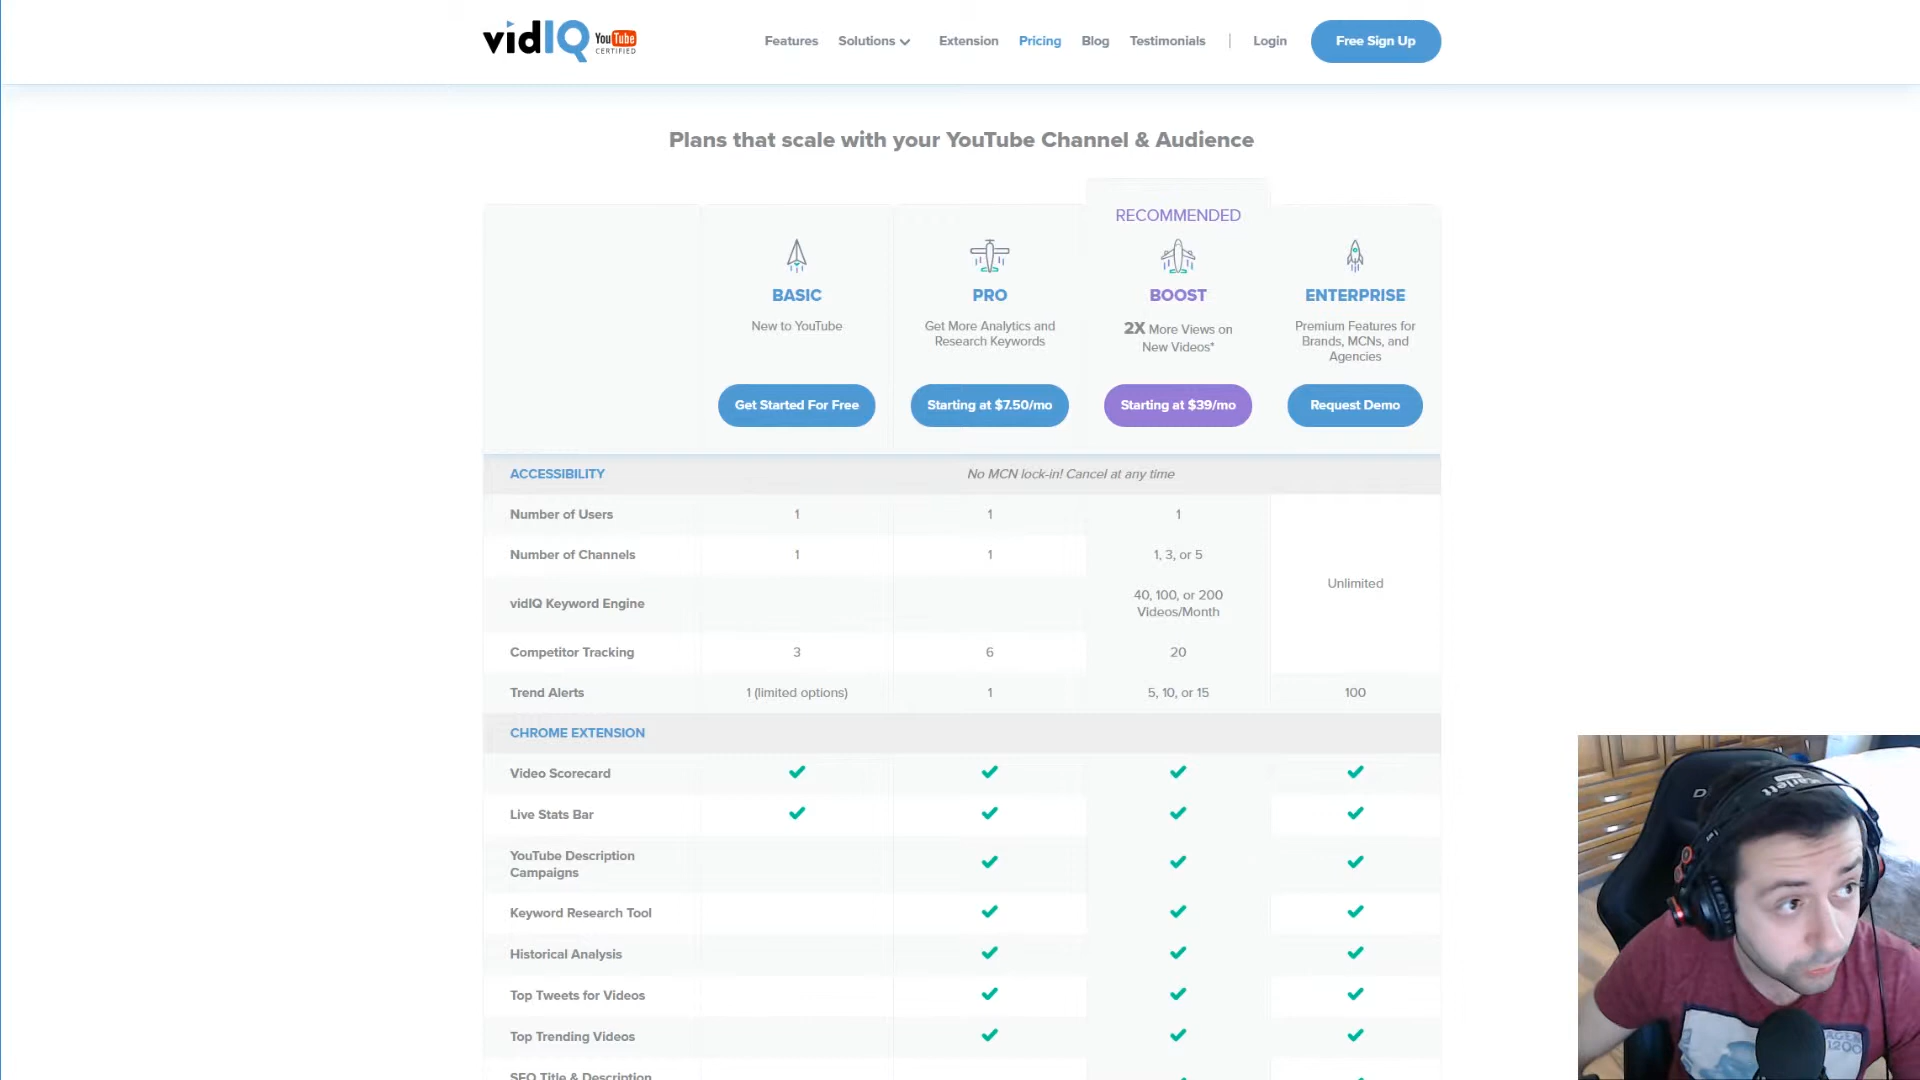 vidIQ YouTube CERTIFIED
Features Solutions Extension Pricing Blog Testimonials | Login Free Sign Up
Plans that scale with your YouTube Channel & Audience
RECOMMENDED
BASIC PRO BOOST ENTERPRISE
New to YouTube
Get More Analytics and
Research Keywords
2X More Views on
New Videos*
Premium Features for
Brands, MCNs, and
Agencies
Get Started For Free Starting at $7.50/mo Starting at $39/mo Request Demo
ACCESSIBILITY No MCN lock-in! Cancel at any time
Number of Users 1 1 1
Number of Channels 1 1 1, 3, or 5
Unlimited
vidIQ Keyword Engine 40, 100, or 200
Videos/Month
Competitor Tracking 3 6 20
Trend Alerts 1 (limited options) 1 5, 10, or 15 100
CHROME EXTENSION
Video Scorecard
Live Stats Bar
YouTube Description
Campaigns
Keyword Research Tool
Historical Analysis
Top Tweets for Videos
Top Trending Videos
SEO Title & Description